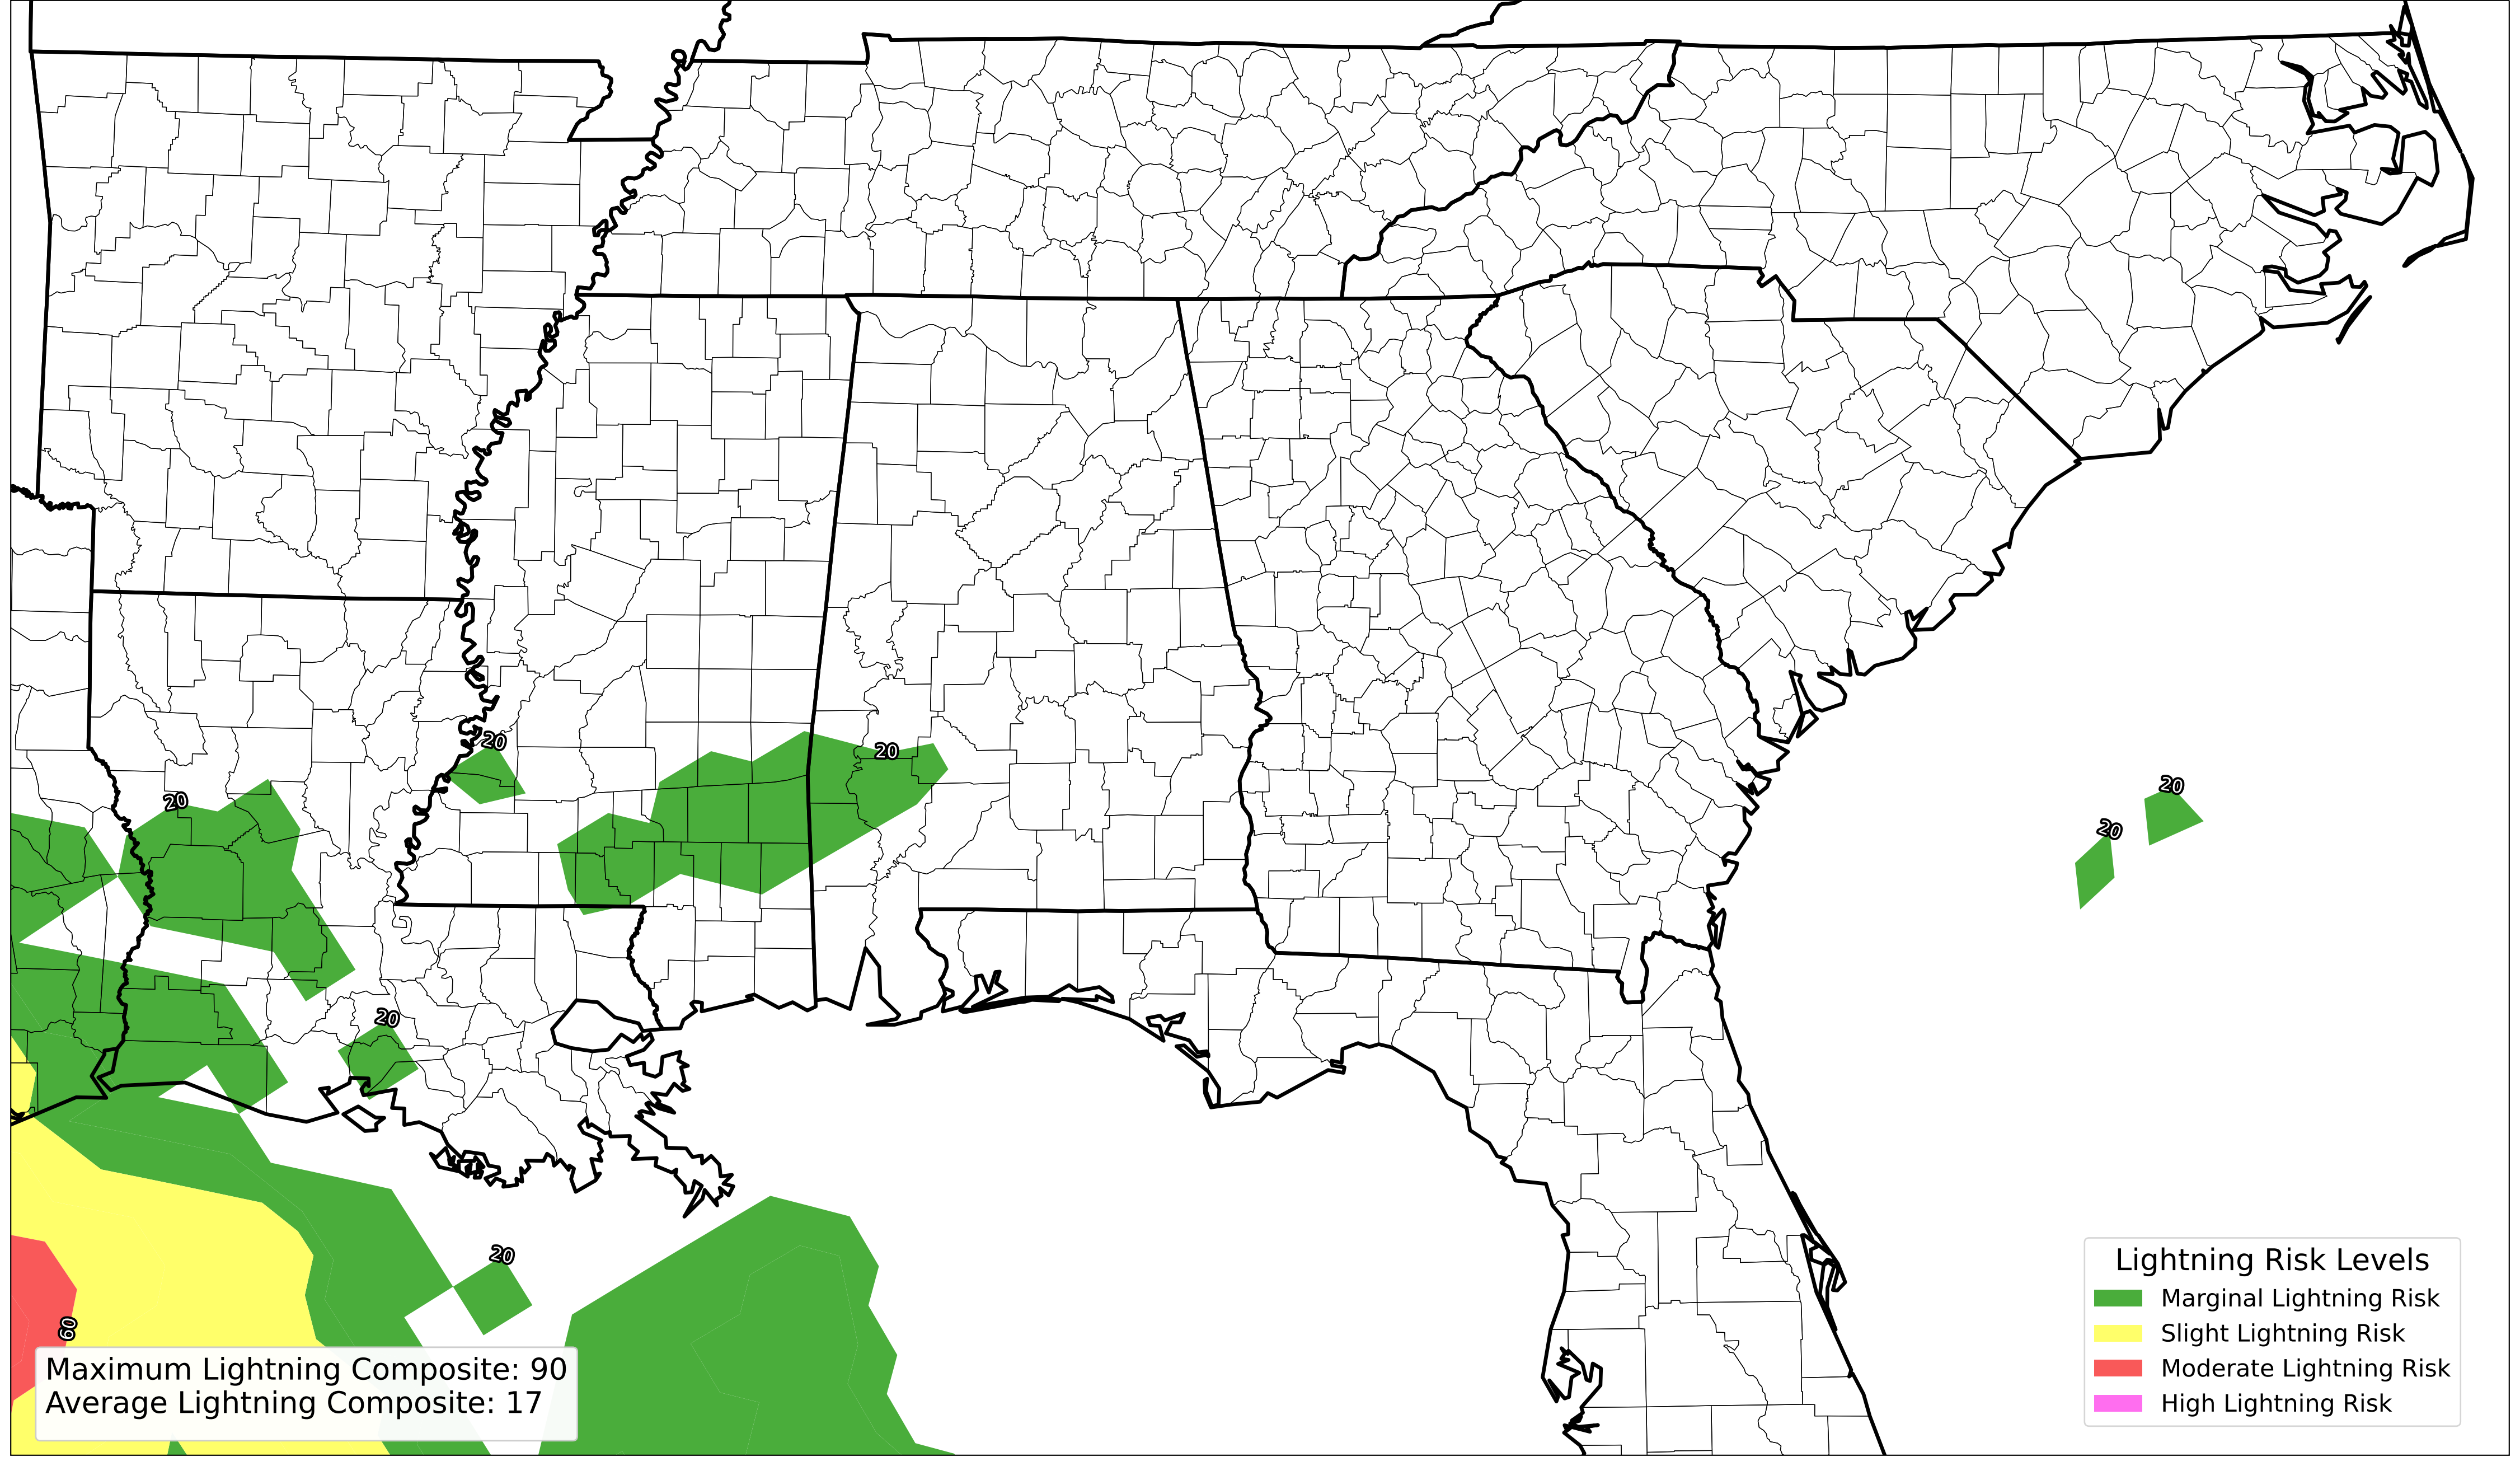 20
20
20
20
20
20
20
60
Maximum Lightning Composite: 90
Average Lightning Composite: 17
Lightning Risk Levels
Marginal Lightning Risk
Slight Lightning Risk
Moderate Lightning Risk
High Lightning Risk